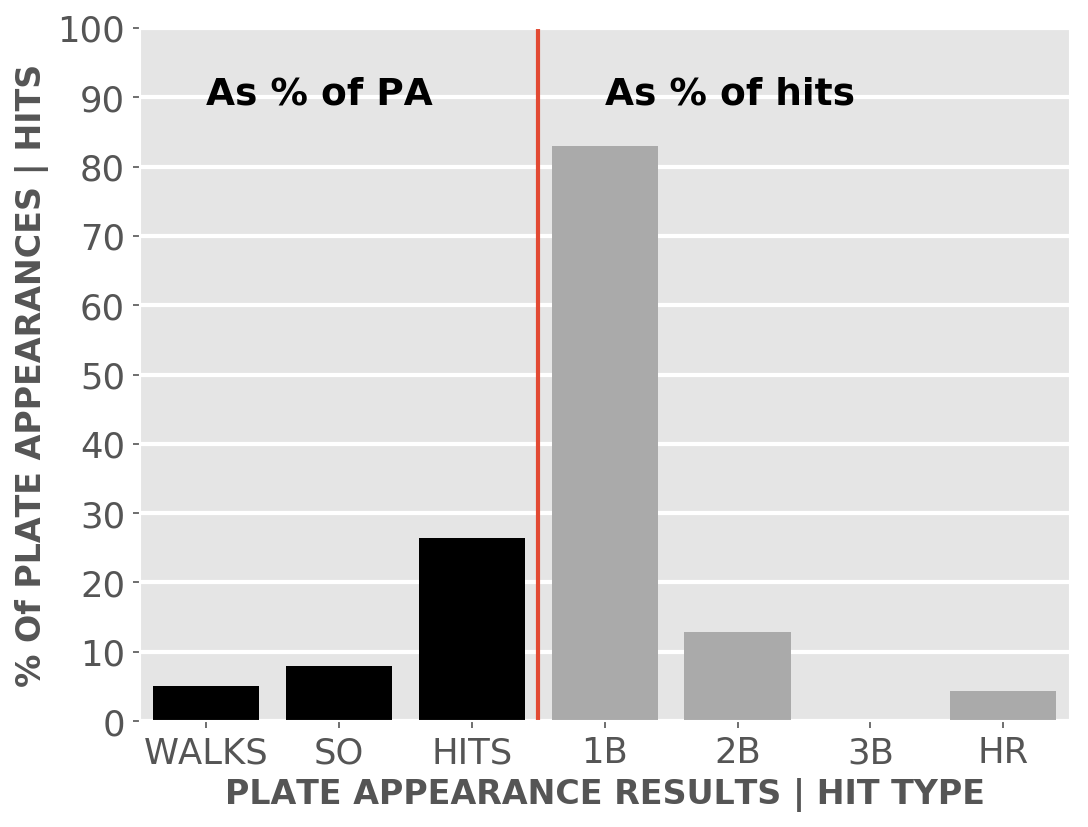 % Of PLATE APPEARANCES | HITS
100
90
80
70
60
50
40
30
20
10
0
As % of PA
As % of hits
WALKS SO HITS 1B 2B 3B HR
PLATE APPEARANCE RESULTS | HIT TYPE